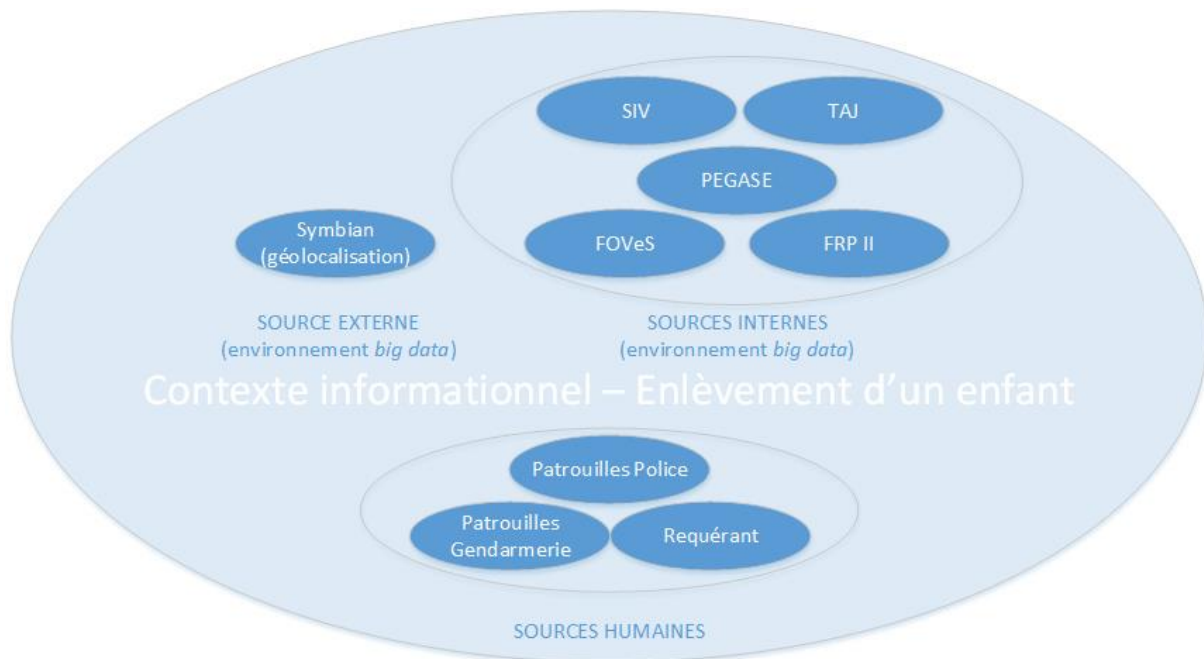 SIV
TAJ
PEGASE
FOVeS
FRP II
Symbian
(géolocalisation)
SOURCE EXTERNE
(environnement big data)
SOURCES INTERNES
(environnement big data)
Contexte informationnel – Enlèvement d’un enfant
Patrouilles Police
Patrouilles
Gendarmerie
Requérant
SOURCES HUMAINES